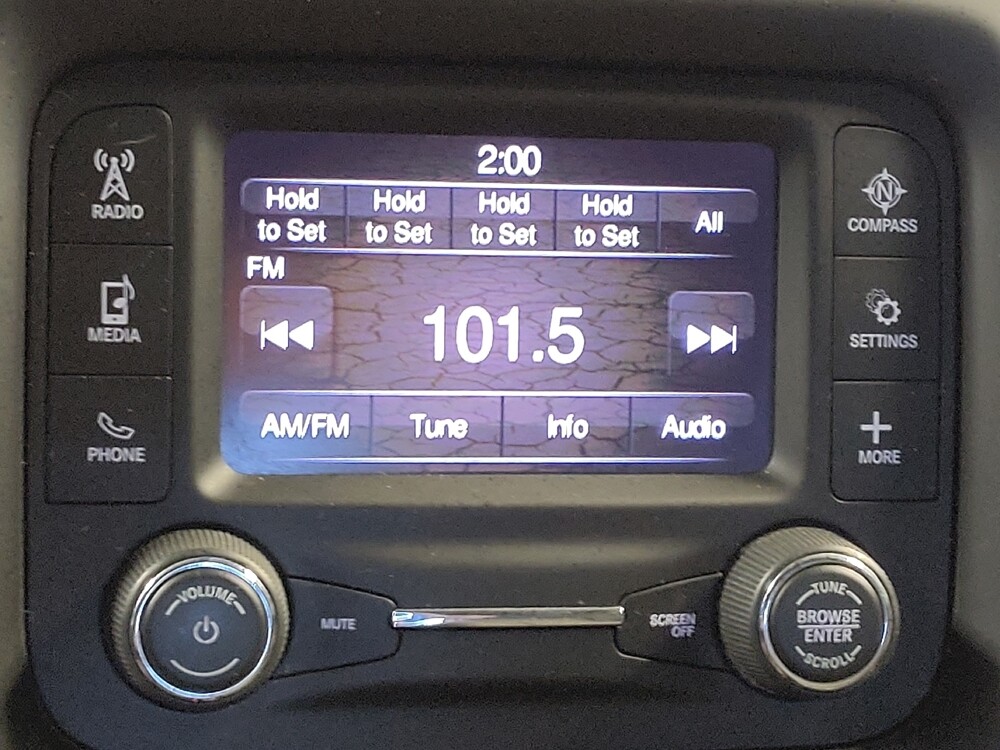 2:00
Hold Hold Hold Hold All
to Set to Set to Set to Set
FM
101.5
AM/FM Tune Info Audio
RADIO
MEDIA
PHONE
N
COMPASS
SETTINGS
MORE
VOLUME
MUTE
SCREEN
OFF
TUNE
BROWSE
ENTER
SCROLL